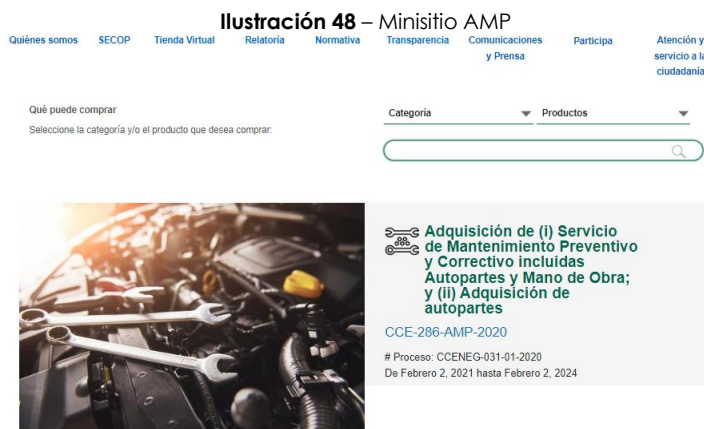 Ilustración 48 – Minisitio AMP
Quiénes somos SECOP Tienda Virtual Relatoría Normativa Transparencia Comunicaciones y Prensa Participa Atención y servicio a la ciudadanía
Qué puede comprar
Seleccione la categoría y/o el producto que desea comprar:
Categoría
Productos
Adquisición de (i) Servicio
de Mantenimiento Preventivo
y Correctivo incluidas
Autopartes y Mano de Obra;
y (ii) Adquisición de
autopartes
CCE-286-AMP-2020
# Proceso: CCENEG-031-01-2020
De Febrero 2, 2021 hasta Febrero 2, 2024